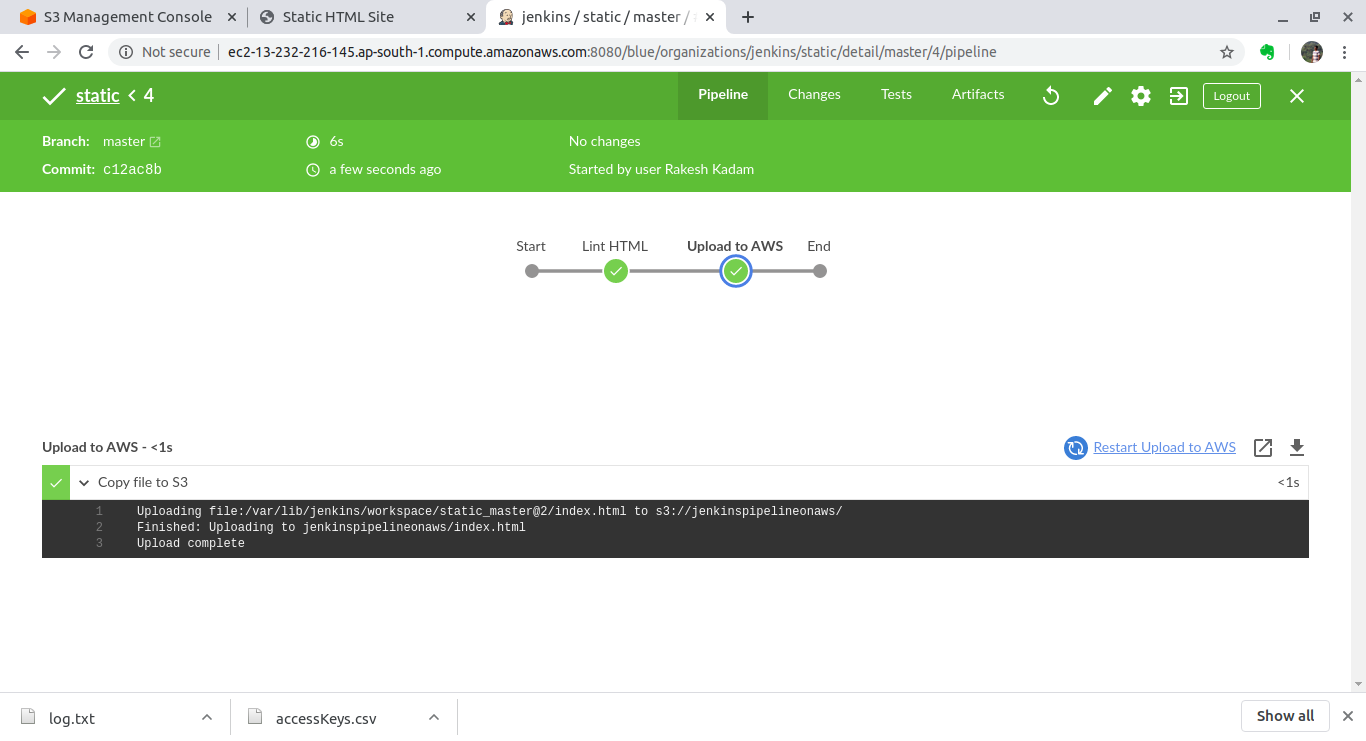 S3 Management Console
Static HTML Site
jenkins / static / master /
Not secure
ec2-13-232-216-145.ap-south-1.compute.amazonaws.com:8080/blue/organizations/jenkins/static/detail/master/4/pipeline
static < 4
Pipeline
Changes
Tests
Artifacts
Logout
Branch: master
6s
No changes
Commit: c12ac8b
a few seconds ago
Started by user Rakesh Kadam
Start
Lint HTML
Upload to AWS
End
Upload to AWS - <1s
Restart Upload to AWS
Copy file to S3
<1s
1 Uploading file:/var/lib/jenkins/workspace/static_master@2/index.html to s3://jenkinspipelineonaws/
2 Finished: Uploading to jenkinspipelineonaws/index.html
3 Upload complete
log.txt
accessKeys.csv
Show all